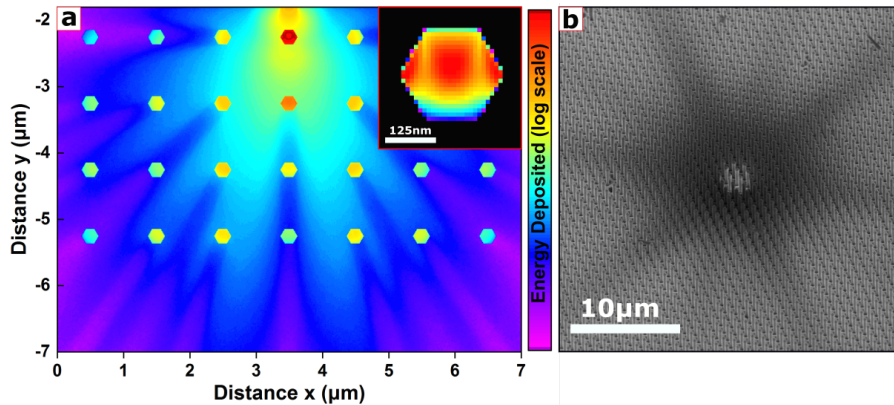 a
b
-2
-3
-4
-5
-6
-7
0
1
2
3
4
5
6
7
Distance y (µm)
Distance x (µm)
125nm
Energy Deposited (log scale)
10µm